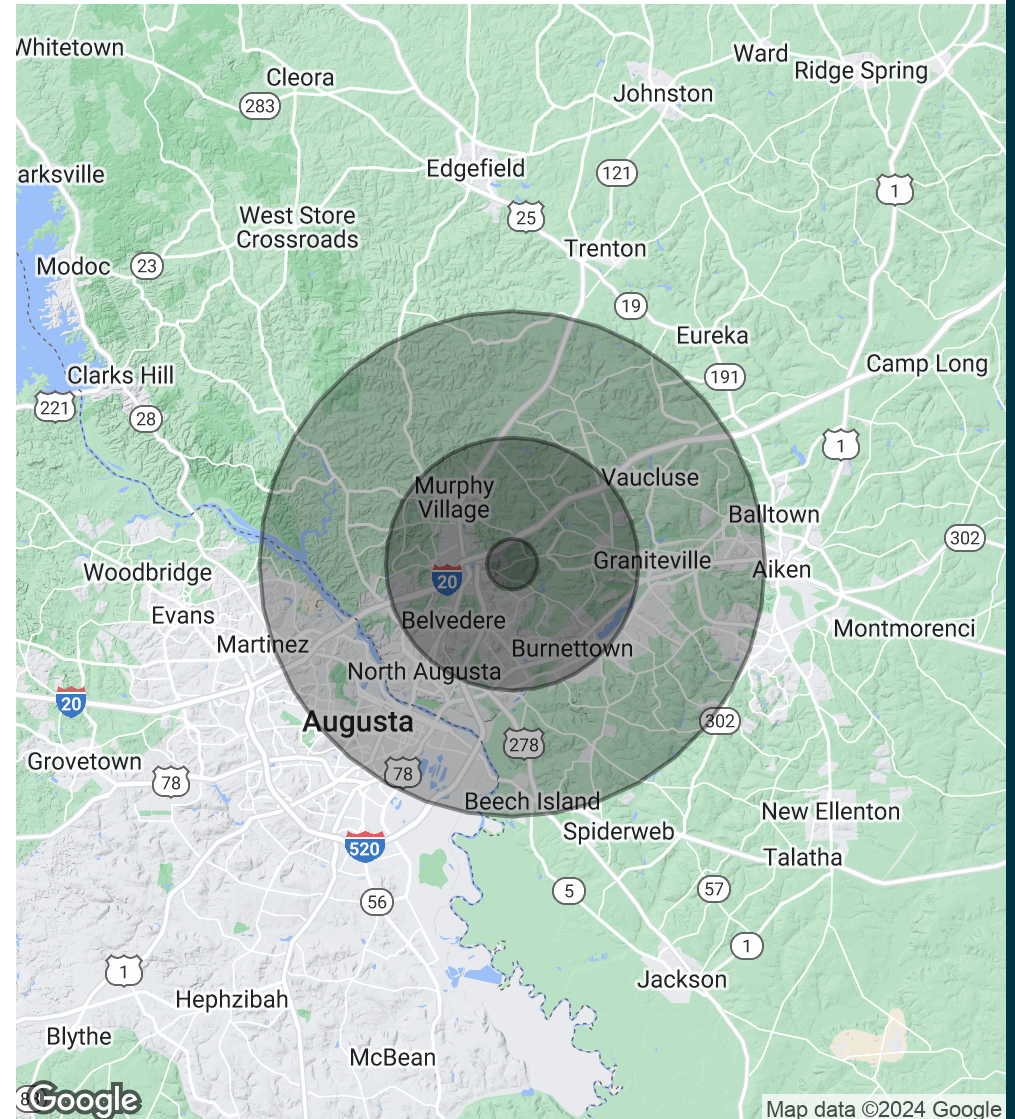 Whitetown
Cleora
283
Ward
Ridge Spring
Johnston
Edgefield
121
1
arksville
West Store
Crossroads
25
Trenton
Modoc
23
19
Eureka
Camp Long
Clarks Hill
191
221
28
1
Murphy
Village
Vaucluse
Balltown
302
Woodbridge
20
Graniteville
Aiken
Evans
Belvedere
Montmorenci
Martinez
Burnettown
North Augusta
20
Augusta
302
278
Grovetown
78
78
Beech Island
New Ellenton
Spiderweb
520
Talatha
56
5
57
1
1
Jackson
Hephzibah
Blythe
McBean
Google
Map data ©2024 Google